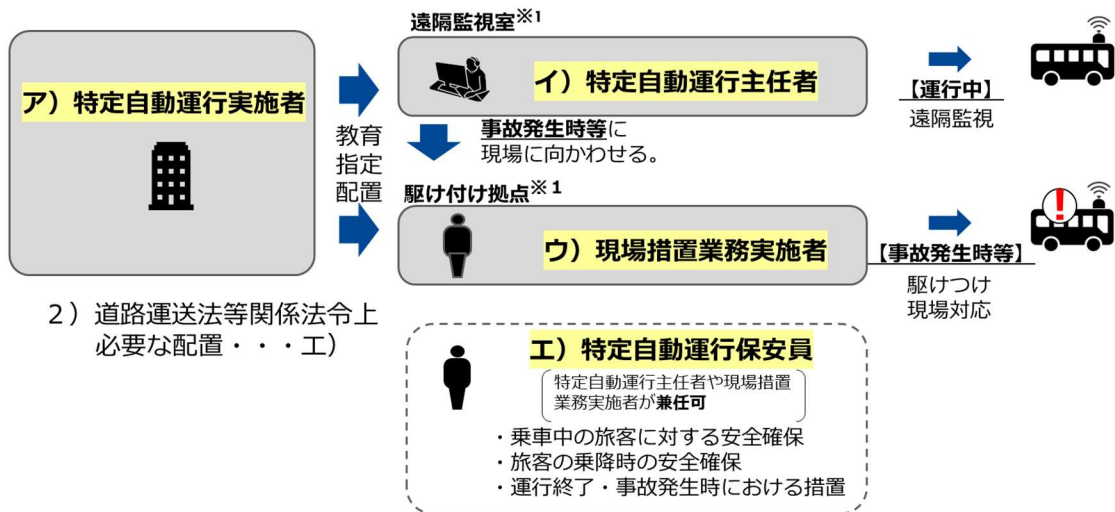 遠隔監視室※1
ア）特定自動運行実施者
イ）特定自動運行主任者
【運行中】
遠隔監視
教育
指定
配置
事故発生時等に
現場に向かわせる。
駆け付け拠点※1
ウ）現場措置業務実施者
【事故発生時等】
駆けつけ
現場対応
2）道路運送法等関係法令上
必要な配置・・・エ）
エ）特定自動運行保安員
特定自動運行主任者や現場措置
業務実施者が兼任可
・乗車中の旅客に対する安全確保
・旅客の乗降時の安全確保
・運行終了・事故発生時における措置